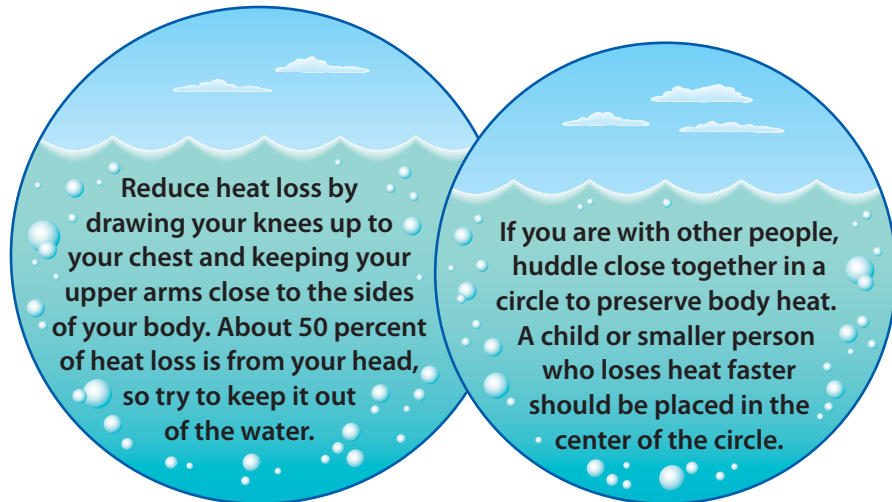 Reduce heat loss by
drawing your knees up to
your chest and keeping your
upper arms close to the sides
of your body. About 50 percent
of heat loss is from your head,
so try to keep it out
of the water.
If you are with other people,
huddle close together in a
circle to preserve body heat.
A child or smaller person
who loses heat faster
should be placed in the
center of the circle.